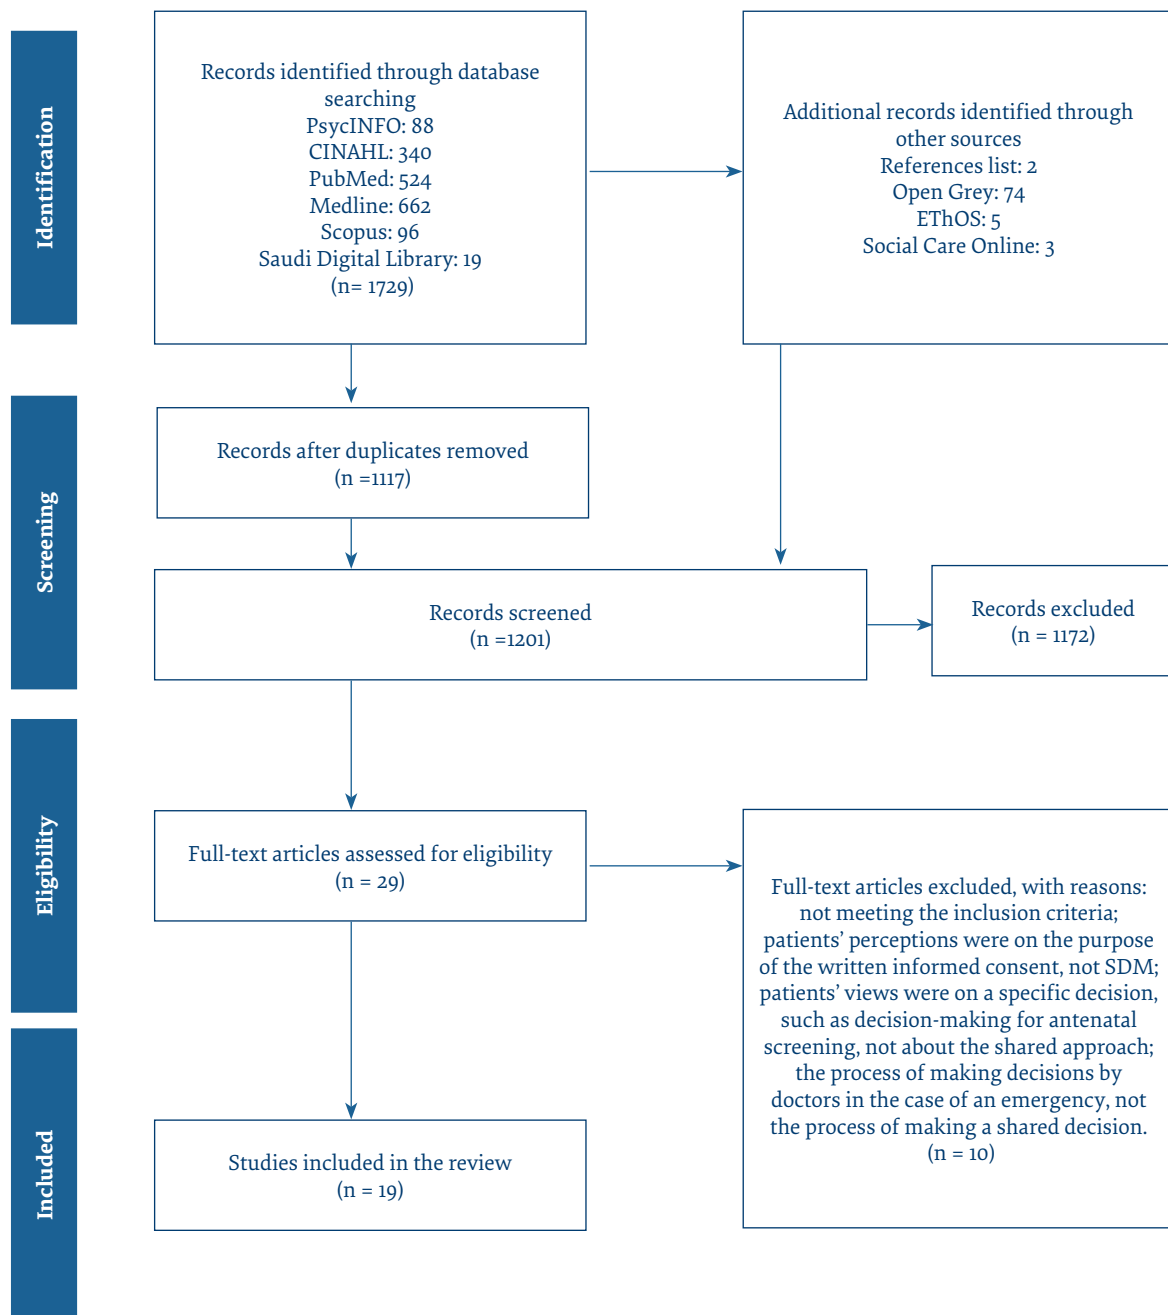 Identification
Records identified through database
searching
PsycINFO: 88
CINAHL: 340
PubMed: 524
Medline: 662
Scopus: 96
Saudi Digital Library: 19
(n= 1729)
Additional records identified through
other sources
References list: 2
Open Grey: 74
EThOS: 5
Social Care Online: 3
Screening
Records after duplicates removed
(n =1117)
Records screened
(n =1201)
Records excluded
(n = 1172)
Eligibility
Full-text articles assessed for eligibility
(n = 29)
Full-text articles excluded, with reasons:
not meeting the inclusion criteria;
patients’ perceptions were on the purpose
of the written informed consent, not SDM;
patients’ views were on a specific decision,
such as decision-making for antenatal
screening, not about the shared approach;
the process of making decisions by
doctors in the case of an emergency, not
the process of making a shared decision.
(n = 10)
Included
Studies included in the review
(n = 19)